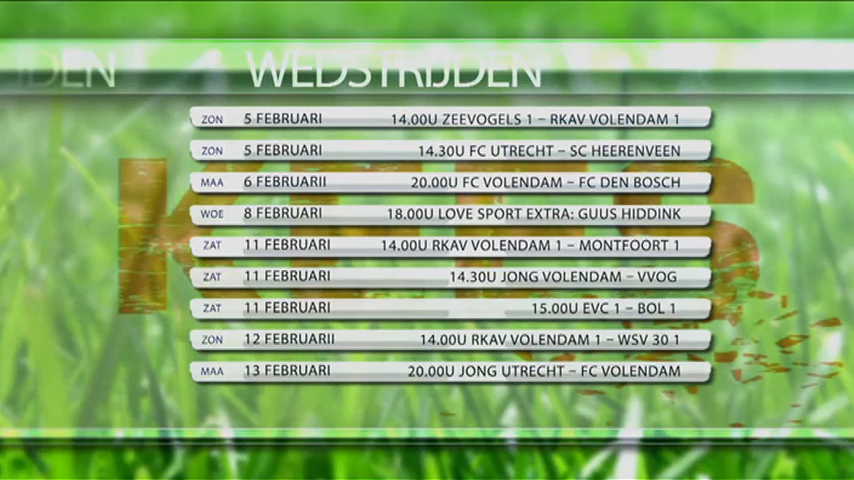 JDEN WEDSTRIJDEN
ZON 5 FEBRUARI 14.00U ZEEVOGELS 1 – RKAV VOLENDAM 1
ZON 5 FEBRUARI 14.30U FC UTRECHT – SC HEERENVEEN
MAA 6 FEBRUARII 20.00U FC VOLENDAM – FC DEN BOSCH
WOE 8 FEBRUARI 18.00U LOVE SPORT EXTRA: GUUS HIDDINK
ZAT 11 FEBRUARI 14.00U RKAV VOLENDAM 1 – MONTFOORT 1
ZAT 11 FEBRUARI 14.30U JONG VOLENDAM – VVOG
ZAT 11 FEBRUARI 15.00U EVC 1 – BOL 1
ZON 12 FEBRUARII 14.00U RKAV VOLENDAM 1 – WSV 30 1
MAA 13 FEBRUARI 20.00U JONG UTRECHT – FC VOLENDAM